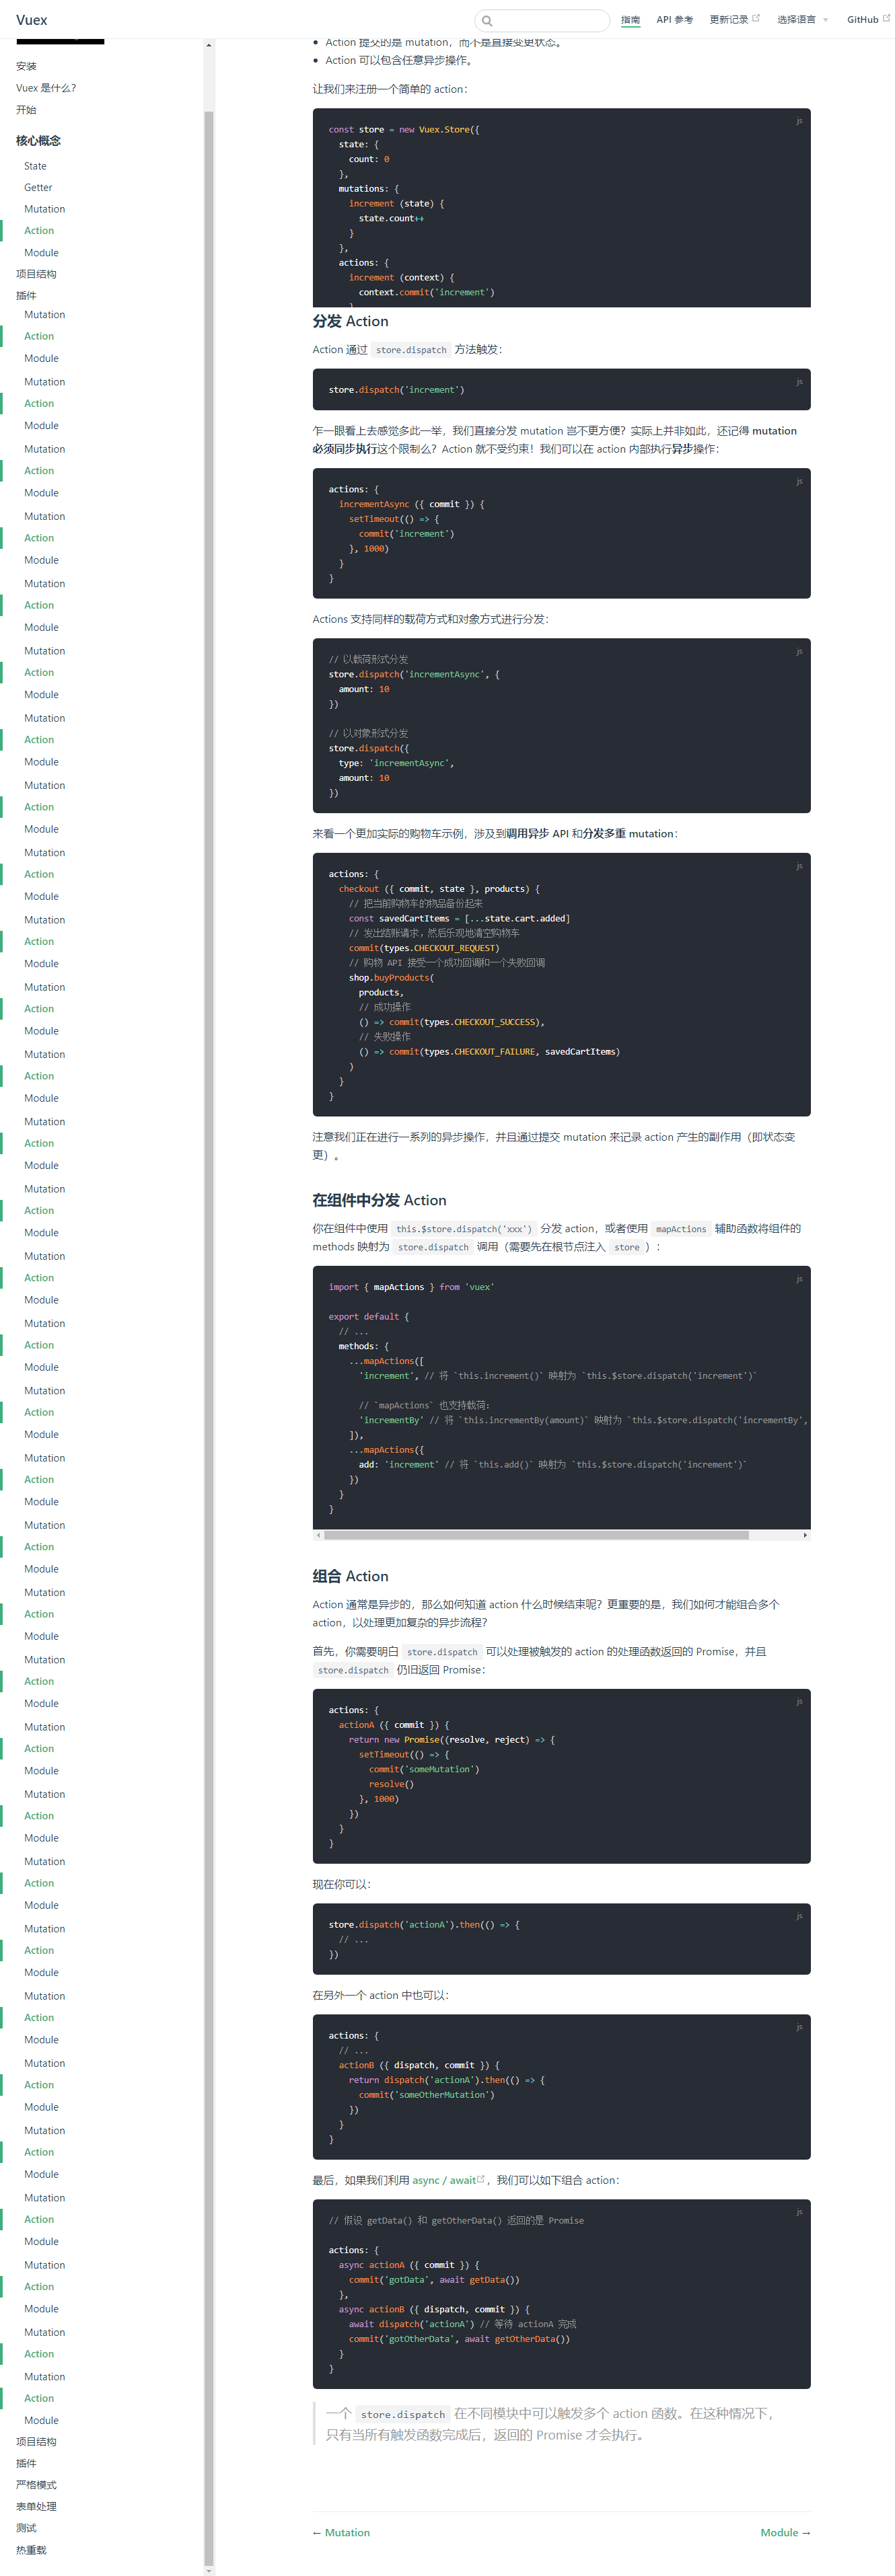 Vuex
指南
API 参考
更新记录
选择语言
GitHub
安装
Vuex 是什么?
开始
核心概念
State
Getter
Mutation
Action
Module
项目结构
插件
Mutation
Action
Module
Mutation
Action
Module
Mutation
Action
Module
Mutation
Action
Module
Mutation
Action
Module
Mutation
Action
Module
Mutation
Action
Module
Mutation
Action
Module
Mutation
Action
Module
Mutation
Action
Module
Mutation
Action
Module
Mutation
Action
Module
Mutation
Action
Module
Mutation
Action
Module
Mutation
Action
Module
Mutation
Action
Module
Mutation
Action
Module
Mutation
Action
Module
Mutation
Action
Module
Mutation
Action
Module
Mutation
Action
Module
Mutation
Action
Module
Mutation
Action
Module
Mutation
Action
Module
Mutation
Action
Module
Mutation
Action
Module
Mutation
Action
Module
Mutation
Action
Module
Mutation
Action
Module
Mutation
Action
Module
Mutation
Action
Mutation
Action
Module
项目结构
插件
严格模式
表单处理
测试
热重载
• Action 提交的是 mutation，而不是直接变更状态。
• Action 可以包含任意异步操作。
让我们来注册一个简单的 action：
js
const store = new Vuex.Store({
  state: {
    count: 0
  },
  mutations: {
    increment (state) {
      state.count++
    }
  },
  actions: {
    increment (context) {
      context.commit('increment')
分发 Action
Action 通过 store.dispatch 方法触发：
js
store.dispatch('increment')
乍一眼看上去感觉多此一举，我们直接分发 mutation 岂不更方便？实际上并非如此，还记得 mutation
必须同步执行这个限制么？Action 就不受约束！我们可以在 action 内部执行异步操作：
js
actions: {
  incrementAsync ({ commit }) {
    setTimeout(() => {
      commit('increment')
    }, 1000)
  }
}
Actions 支持同样的载荷方式和对象方式进行分发：
js
// 以载荷形式分发
store.dispatch('incrementAsync', {
  amount: 10
})
// 以对象形式分发
store.dispatch({
  type: 'incrementAsync',
  amount: 10
})
来看一个更加实际的购物车示例，涉及到调用异步 API 和分发多重 mutation：
js
actions: {
  checkout ({ commit, state }, products) {
    // 把当前购物车的物品备份起来
    const savedCartItems = [...state.cart.added]
    // 发出结账请求，然后乐观地清空购物车
    commit(types.CHECKOUT_REQUEST)
    // 购物 API 接受一个成功回调和一个失败回调
    shop.buyProducts(
      products,
      // 成功操作
      () => commit(types.CHECKOUT_SUCCESS),
      // 失败操作
      () => commit(types.CHECKOUT_FAILURE, savedCartItems)
    )
  }
}
注意我们正在进行一系列的异步操作，并且通过提交 mutation 来记录 action 产生的副作用（即状态变
更）。
在组件中分发 Action
你在组件中使用 this.$store.dispatch('xxx') 分发 action，或者使用 mapActions 辅助函数将组件的
methods 映射为 store.dispatch 调用（需要先在根节点注入 store）：
js
import { mapActions } from 'vuex'
export default {
  // ...
  methods: {
    ...mapActions([
      'increment', // 将 `this.increment()` 映射为 `this.$store.dispatch('increment')`
      // `mapActions` 也支持载荷：
      'incrementBy' // 将 `this.incrementBy(amount)` 映射为 `this.$store.dispatch('incrementBy',
    ]),
    ...mapActions({
      add: 'increment' // 将 `this.add()` 映射为 `this.$store.dispatch('increment')`
    })
  }
}
组合 Action
Action 通常是异步的，那么如何知道 action 什么时候结束呢？更重要的是，我们如何才能组合多个
action，以处理更加复杂的异步流程？
首先，你需要明白 store.dispatch 可以处理被触发的 action 的处理函数返回的 Promise，并且
store.dispatch 仍旧返回 Promise：
js
actions: {
  actionA ({ commit }) {
    return new Promise((resolve, reject) => {
      setTimeout(() => {
        commit('someMutation')
        resolve()
      }, 1000)
    })
  }
}
现在你可以：
js
store.dispatch('actionA').then(() => {
  // ...
})
在另外一个 action 中也可以：
js
actions: {
  // ...
  actionB ({ dispatch, commit }) {
    return dispatch('actionA').then(() => {
      commit('someOtherMutation')
    })
  }
}
最后，如果我们利用 async / await，我们可以如下组合 action：
js
// 假设 getData() 和 getOtherData() 返回的是 Promise
actions: {
  async actionA ({ commit }) {
    commit('gotData', await getData())
  },
  async actionB ({ dispatch, commit }) {
    await dispatch('actionA') // 等待 actionA 完成
    commit('gotOtherData', await getOtherData())
  }
}
一个 store.dispatch 在不同模块中可以触发多个 action 函数。在这种情况下，
只有当所有触发函数完成后，返回的 Promise 才会执行。
← Mutation
Module →